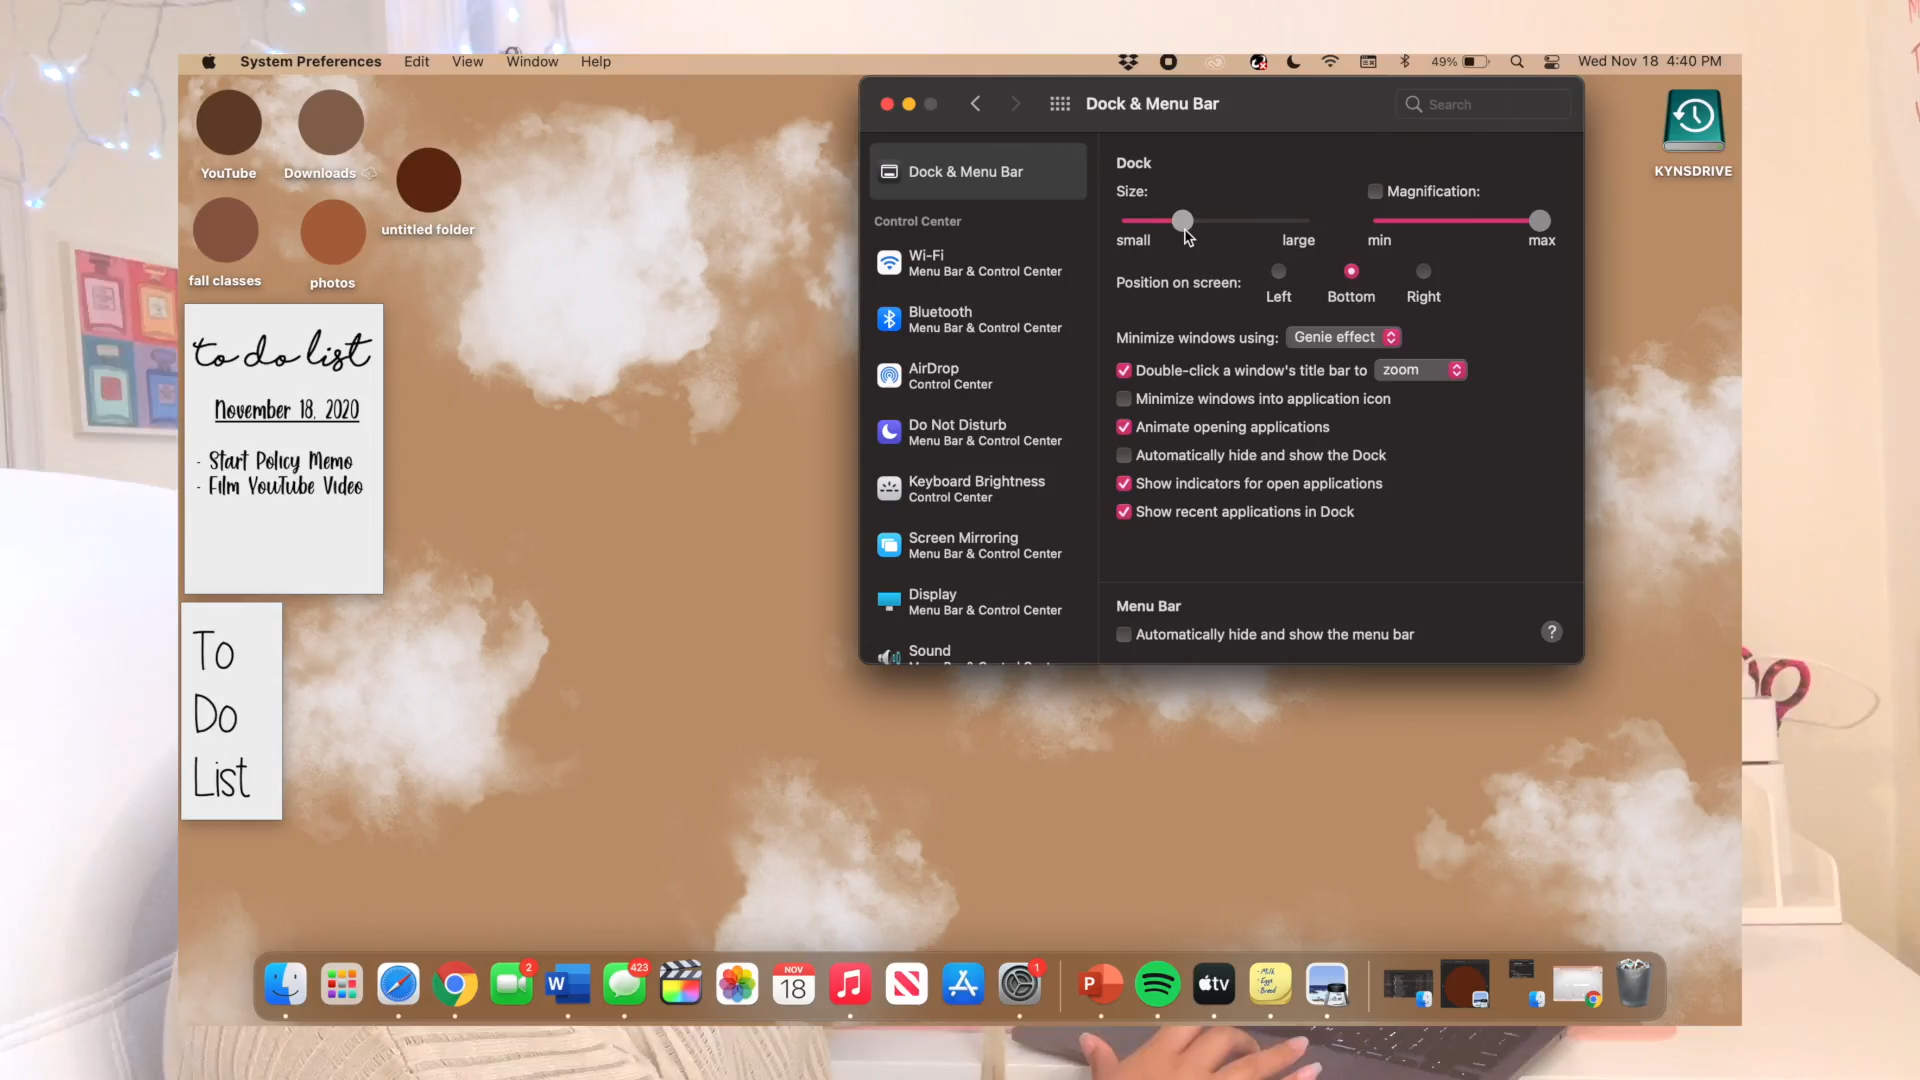 System Preferences Edit View Window Help
49% Wed Nov 18 4:40 PM
YouTube
Downloads
untitled folder
fall classes
photos
to do list
November 18, 2020
- Start Policy Memo
- Film YouTube Video
To
Do
List
Dock & Menu Bar
Search
Dock & Menu Bar
Control Center
Wi-Fi
Menu Bar & Control Center
Bluetooth
Menu Bar & Control Center
AirDrop
Control Center
Do Not Disturb
Menu Bar & Control Center
Keyboard Brightness
Control Center
Screen Mirroring
Menu Bar & Control Center
Display
Menu Bar & Control Center
Sound
Dock
Size:
Magnification:
small large
min max
Position on screen:
Left Bottom Right
Minimize windows using: Genie effect
Double-click a window's title bar to zoom
Minimize windows into application icon
Animate opening applications
Automatically hide and show the Dock
Show indicators for open applications
Show recent applications in Dock
Menu Bar
Automatically hide and show the menu bar
?
KYNSDRIVE
2
W
423
NOV
18
1
P
tv
Milk
Eggs
Bread